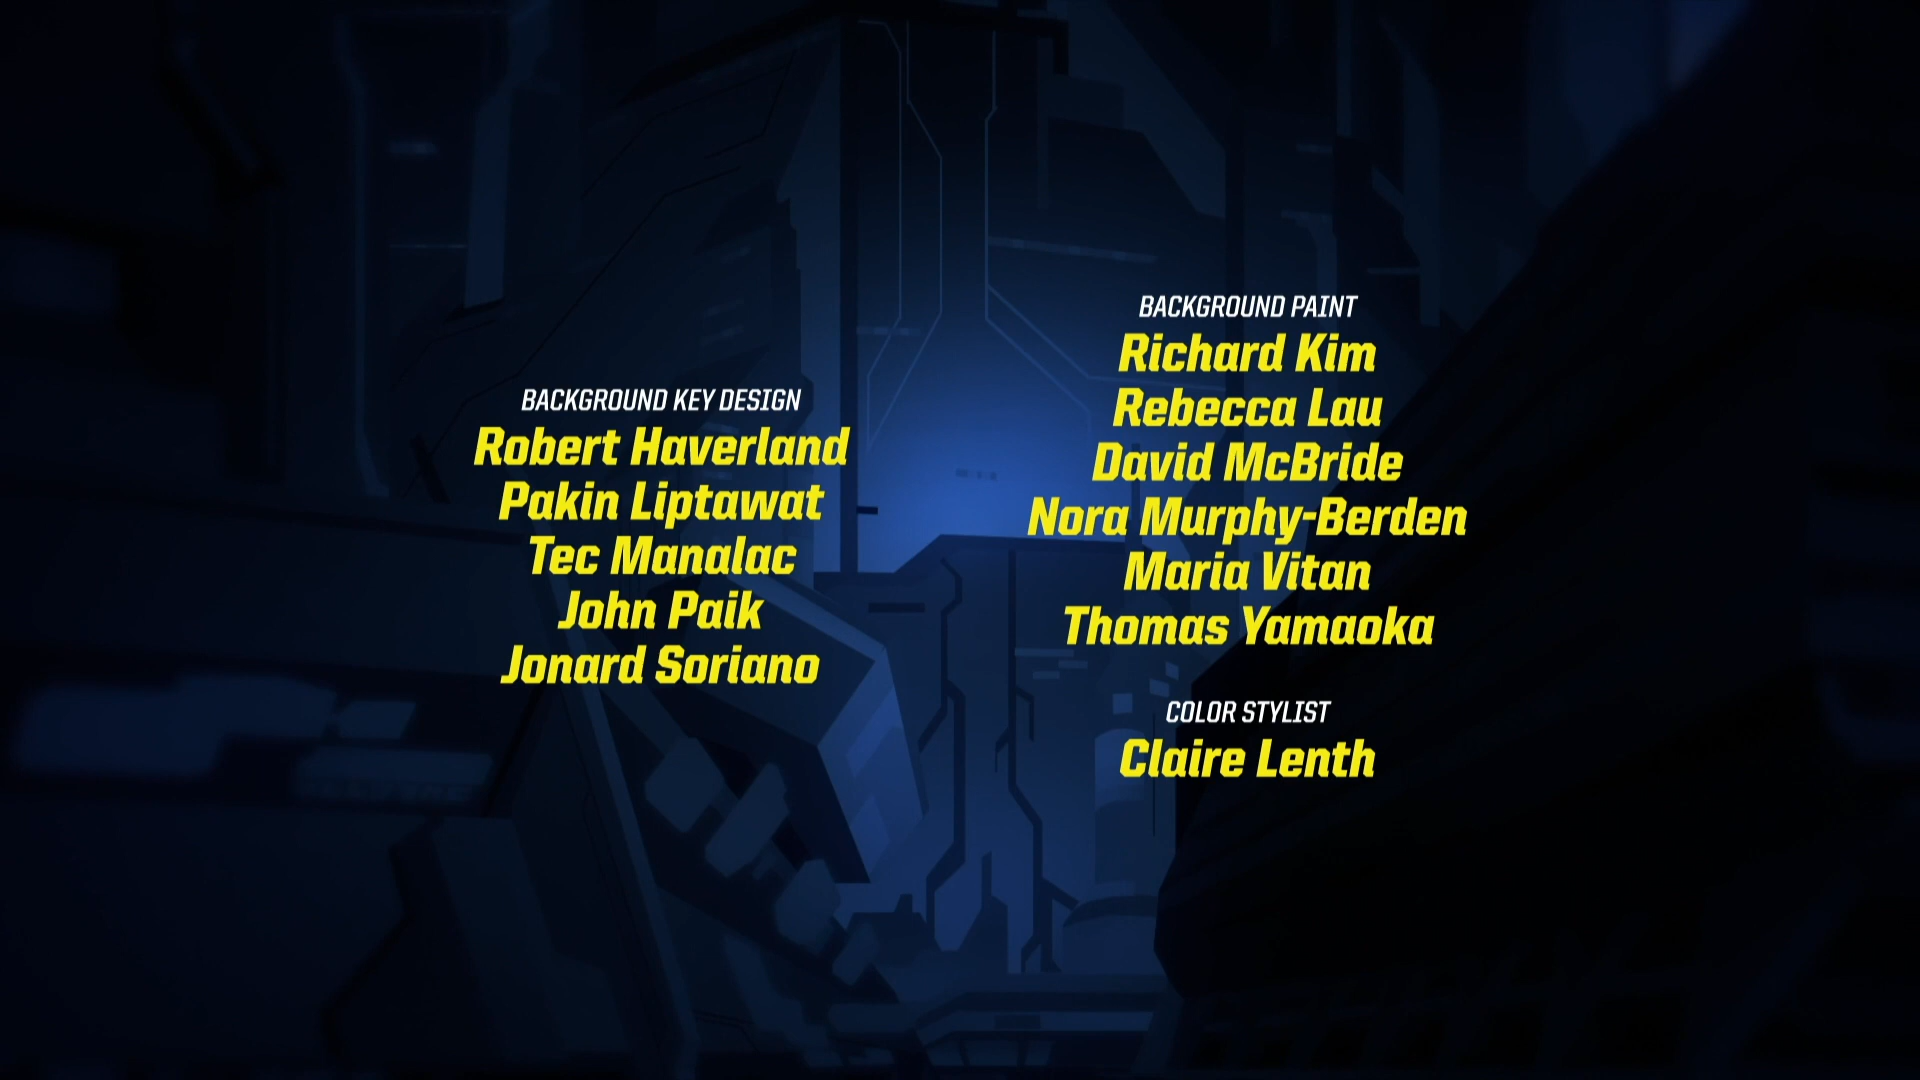 BACKGROUND KEY DESIGN
Robert Haverland
Pakin Liptawat
Tec Manalac
John Paik
Jonard Soriano
BACKGROUND PAINT
Richard Kim
Rebecca Lau
David McBride
Nora Murphy-Berden
Maria Vitan
Thomas Yamaoka
COLOR STYLIST
Claire Lenth